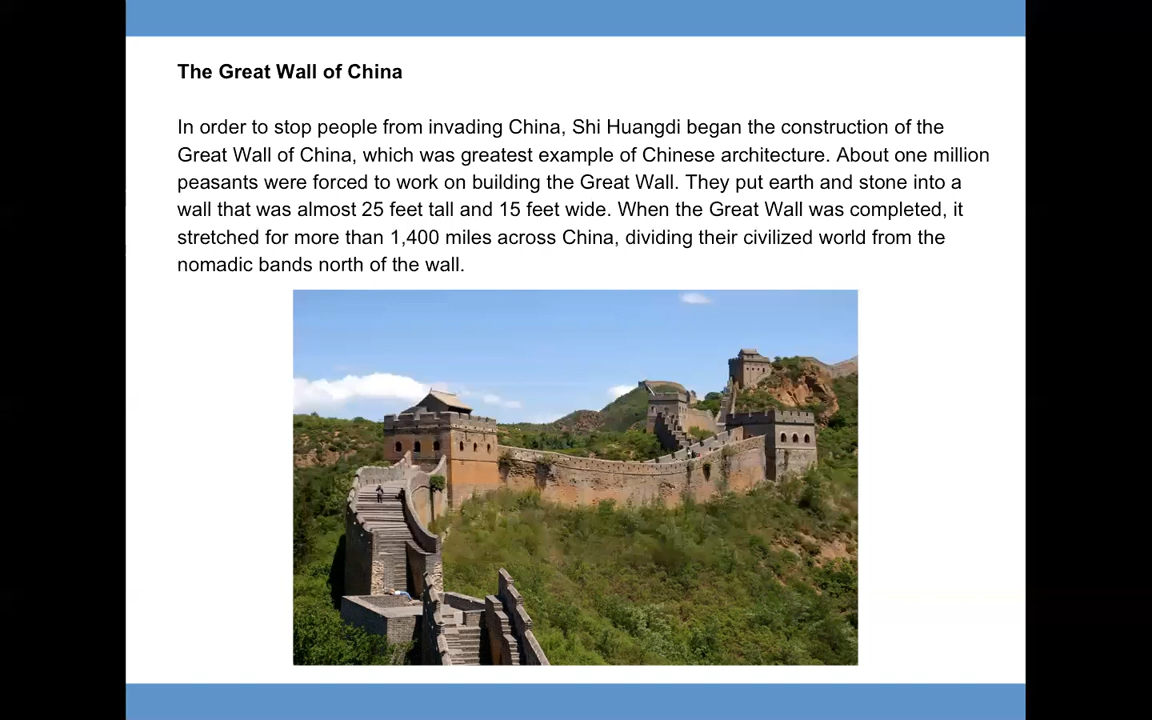 The Great Wall of China
In order to stop people from invading China, Shi Huangdi began the construction of the
Great Wall of China, which was greatest example of Chinese architecture. About one million
peasants were forced to work on building the Great Wall. They put earth and stone into a
wall that was almost 25 feet tall and 15 feet wide. When the Great Wall was completed, it
stretched for more than 1,400 miles across China, dividing their civilized world from the
nomadic bands north of the wall.